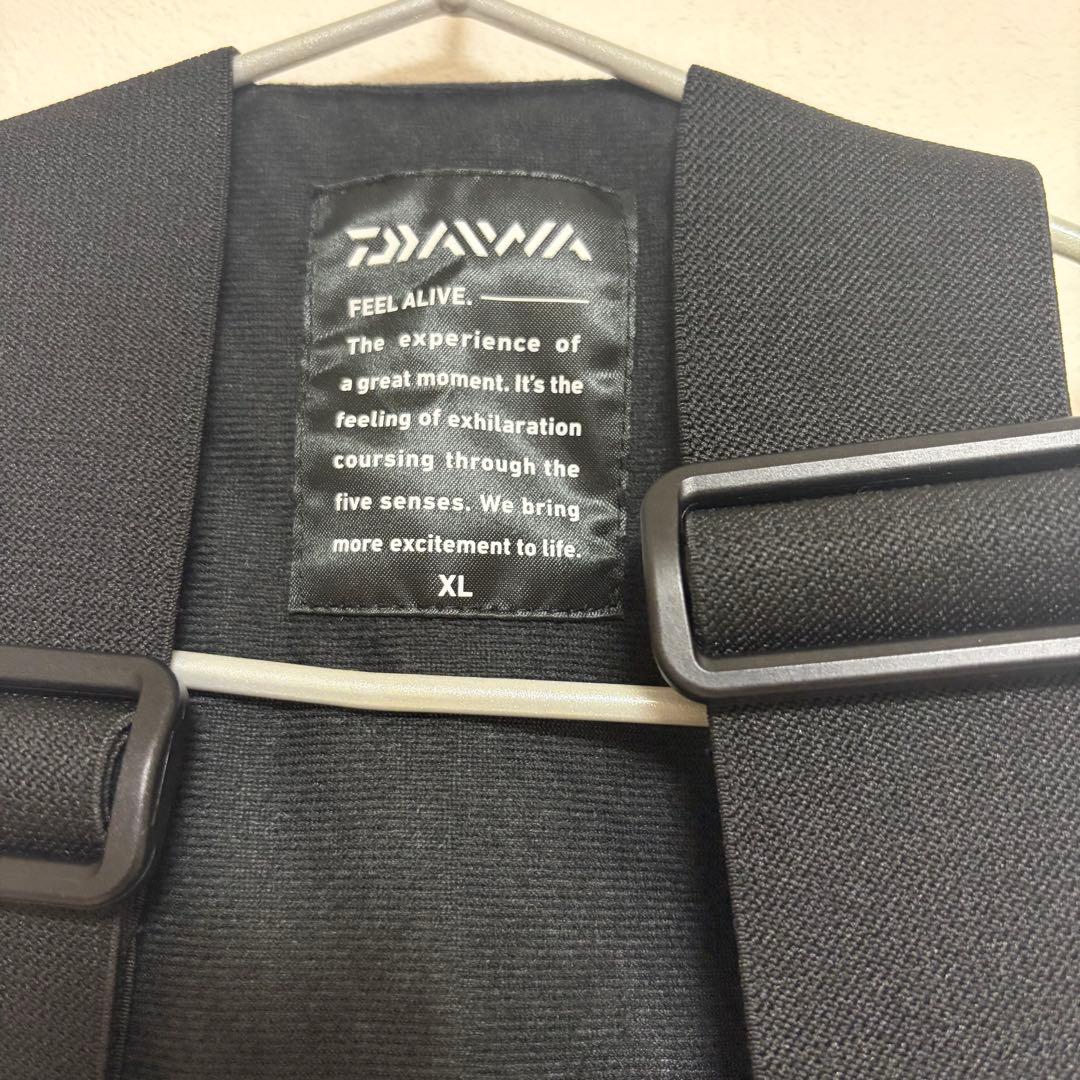 DAIWA
FEEL ALIVE.
The experience of
a great moment. It's the
feeling of exhilaration
coursing through the
five senses. We bring
more excitement to life.
XL